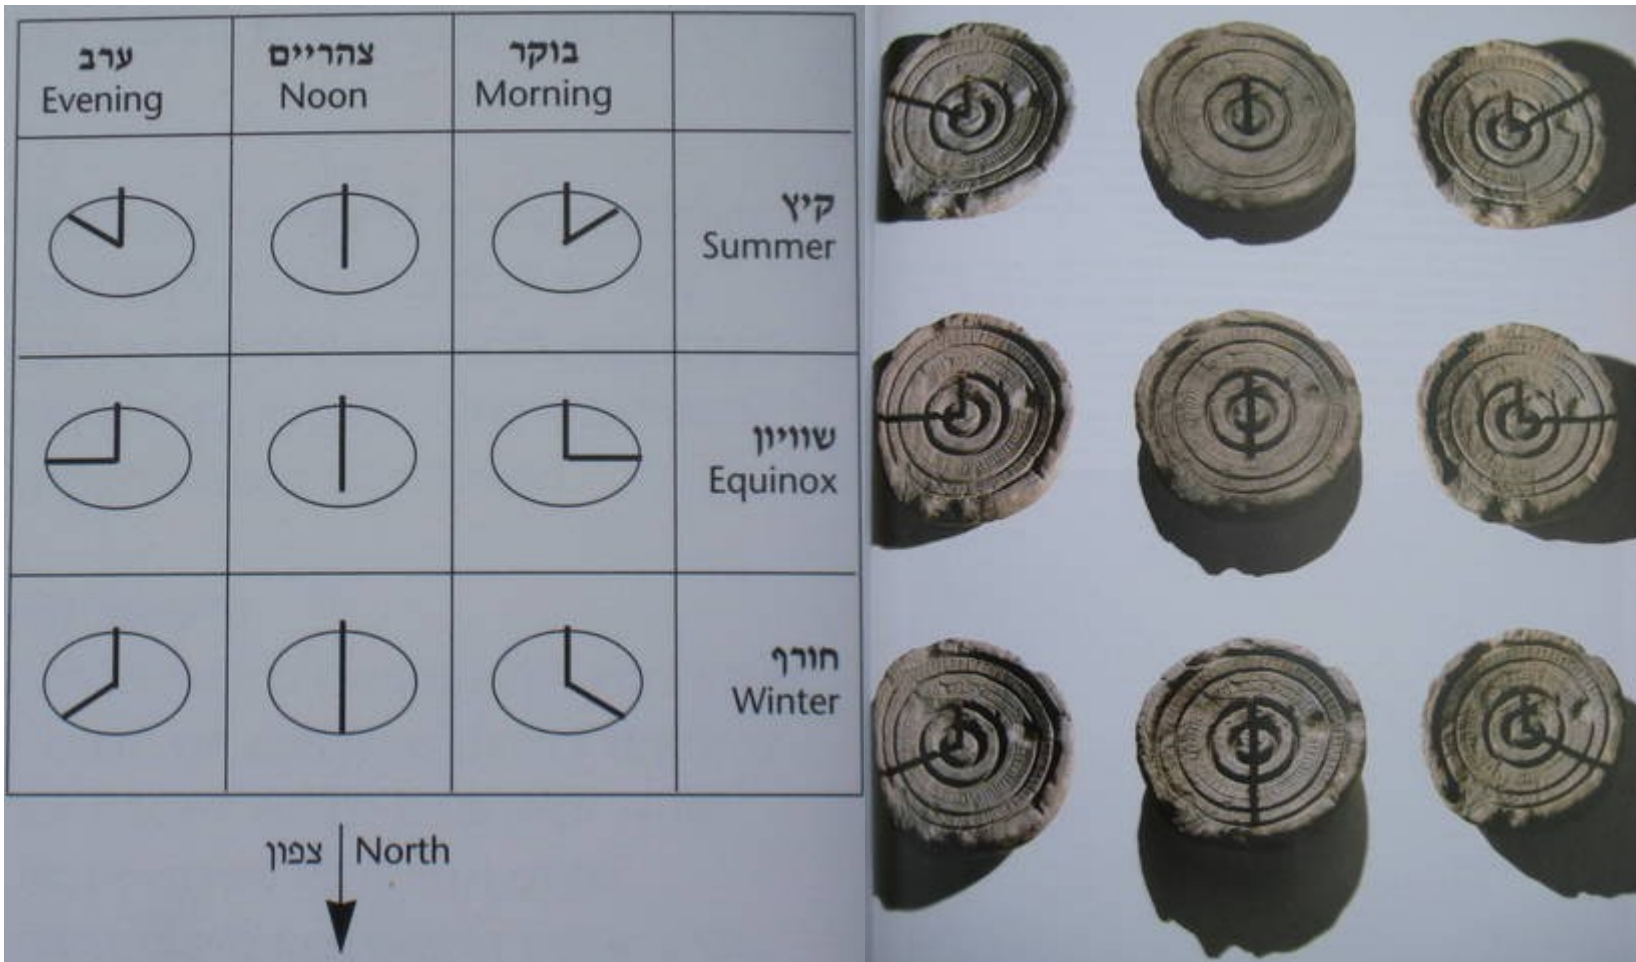 ערב
Evening
צהריים
Noon
בוקר
Morning
קיץ
Summer
שוויון
Equinox
חורף
Winter
צפון
North